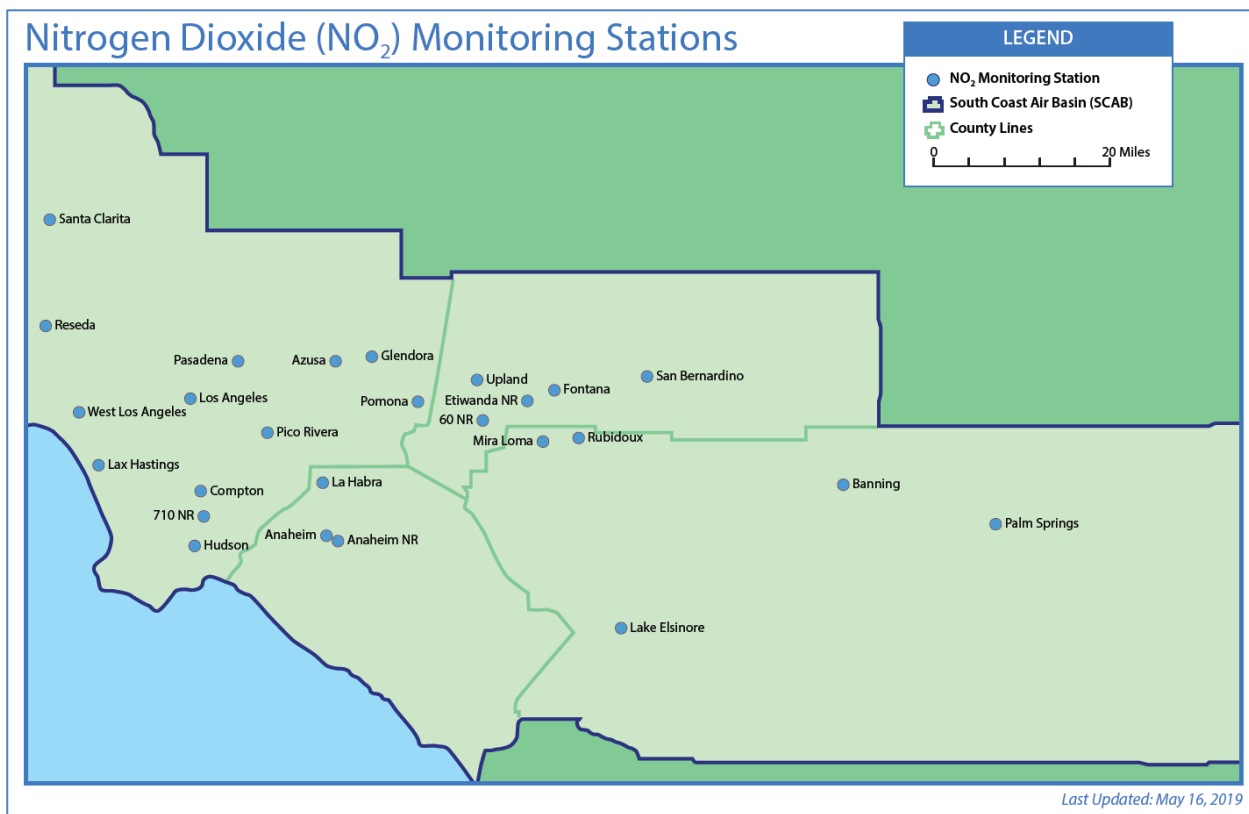 Nitrogen Dioxide (NO₂) Monitoring Stations
LEGEND
NO₂ Monitoring Station
South Coast Air Basin (SCAB)
County Lines
0
20 Miles
Santa Clarita
Reseda
Pasadena
Azusa
Glendora
Upland
San Bernardino
Fontana
Los Angeles
Pomona
Etiwanda NR
West Los Angeles
60 NR
Pico Rivera
Mira Loma
Rubidoux
Lax Hastings
La Habra
Banning
Compton
710 NR
Palm Springs
Anaheim
Anaheim NR
Hudson
Lake Elsinore
Last Updated: May 16, 2019